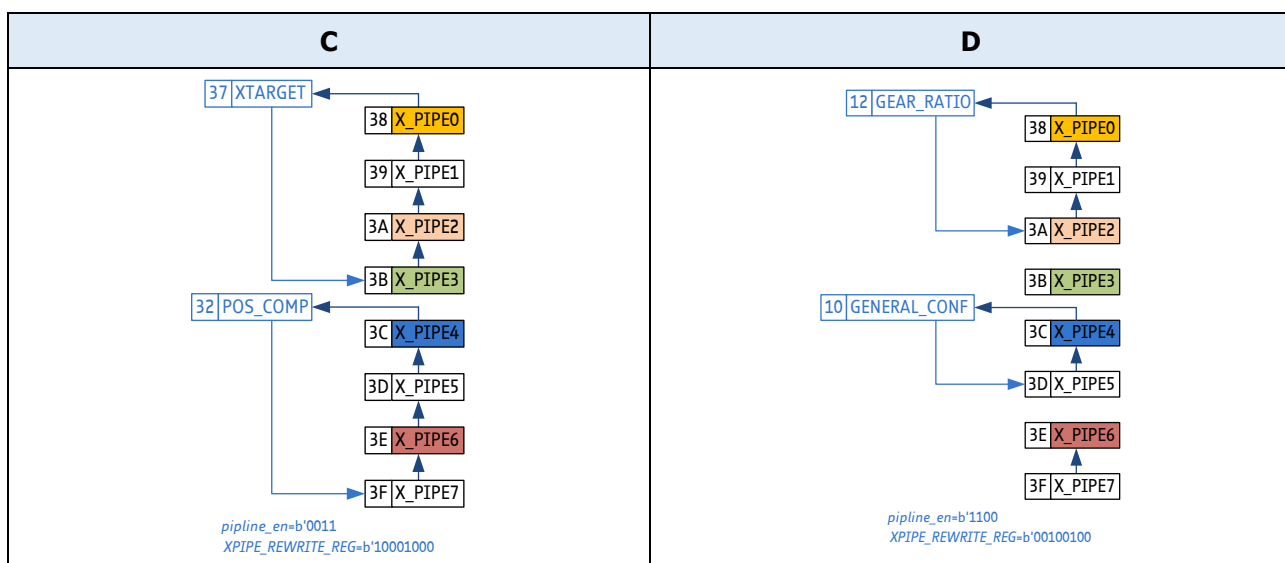 C
D
37 XTARGET
38 X_PIPE0
39 X_PIPE1
3A X_PIPE2
3B X_PIPE3
32 POS_COMP
3C X_PIPE4
3D X_PIPE5
3E X_PIPE6
3F X_PIPE7
pipline_en=b'0011
XPIPE_REWRITE_REG=b'10001000
12 GEAR_RATIO
38 X_PIPE0
39 X_PIPE1
3A X_PIPE2
3B X_PIPE3
10 GENERAL_CONF
3C X_PIPE4
3D X_PIPE5
3E X_PIPE6
3F X_PIPE7
pipline_en=b'1100
XPIPE_REWRITE_REG=b'00100100